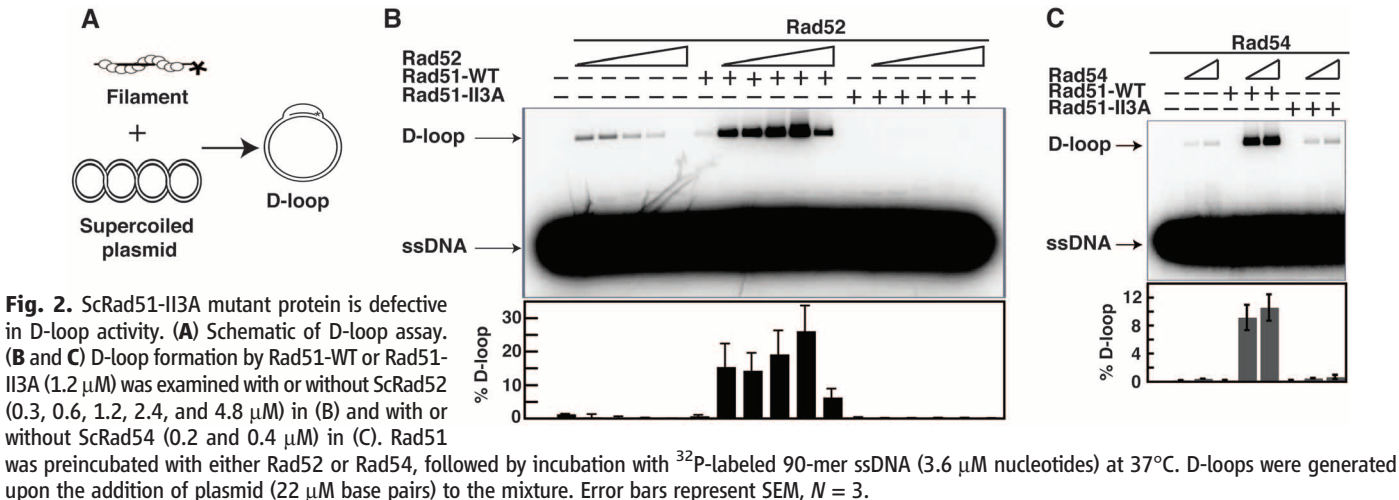 A
Filament
+
Supercoiled
plasmid
D-loop
B
Rad52
Rad52
Rad51-WT − − − − − − + + + + + + − − − − − −
Rad51-II3A − − − − − − − − − − − − + + + + + +
D-loop
ssDNA
% D-loop
30
20
10
0
C
Rad54
Rad54
Rad51-WT − − − + + + − − −
Rad51-II3A − − − − − − + + +
D-loop
ssDNA
% D-loop
12
8
4
0
Fig. 2. ScRad51-II3A mutant protein is defective
in D-loop activity. (A) Schematic of D-loop assay.
(B and C) D-loop formation by Rad51-WT or Rad51-
II3A (1.2 μM) was examined with or without ScRad52
(0.3, 0.6, 1.2, 2.4, and 4.8 μM) in (B) and with or
without ScRad54 (0.2 and 0.4 μM) in (C). Rad51
was preincubated with either Rad52 or Rad54, followed by incubation with ³²P-labeled 90-mer ssDNA (3.6 μM nucleotides) at 37°C. D-loops were generated
upon the addition of plasmid (22 μM base pairs) to the mixture. Error bars represent SEM, N = 3.